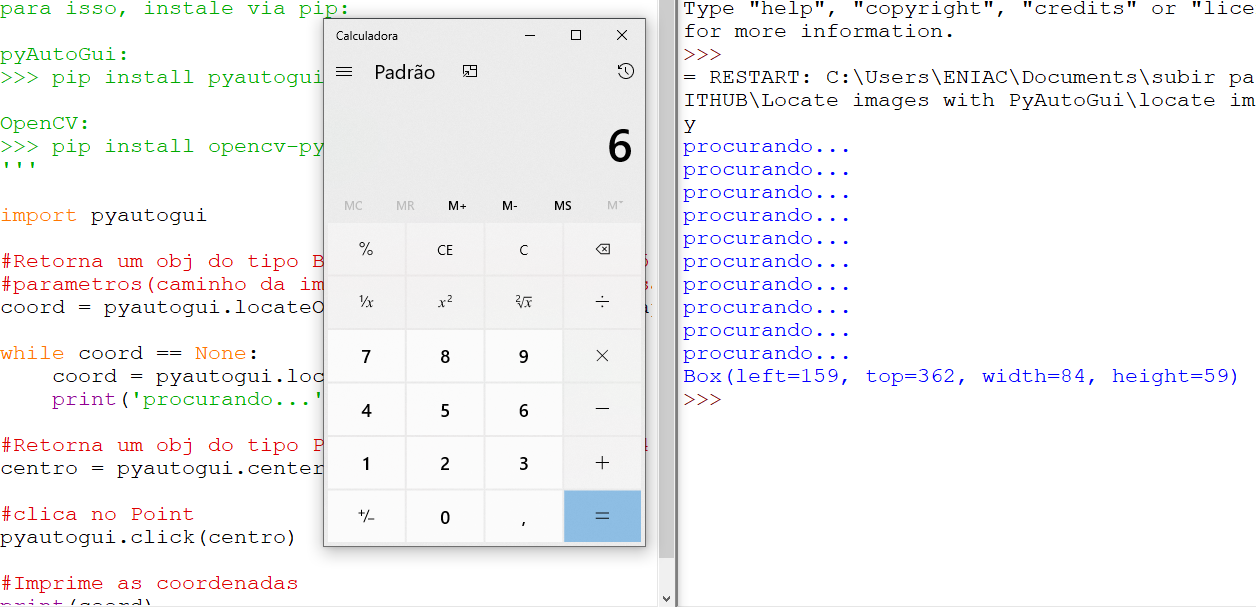 para isso, instale via pip:
pyAutoGui:
>>> pip install pyautogui
OpenCV:
>>> pip install opencv-py
'''
import pyautogui
#Retorna um obj do tipo B
#parametros(caminho da im
coord = pyautogui.locateO
while coord == None:
coord = pyautogui.loc
print('procurando...'
#Retorna um obj do tipo P
centro = pyautogui.center
#clica no Point
pyautogui.click(centro)
#Imprime as coordenadas
print(coord)
Calculadora
Padrão
6
MC MR M+ M- MS M˅
% CE C
⅟x x² ²√x ÷
7 8 9 ×
4 5 6 −
1 2 3 +
+/− 0 , =
Type "help", "copyright", "credits" or "lice
for more information.
>>>
= RESTART: C:\Users\ENIAC\Documents\subir pa
ITHUB\Locate images with PyAutoGui\locate im
y
procurando...
procurando...
procurando...
procurando...
procurando...
procurando...
procurando...
procurando...
procurando...
procurando...
Box(left=159, top=362, width=84, height=59)
>>>